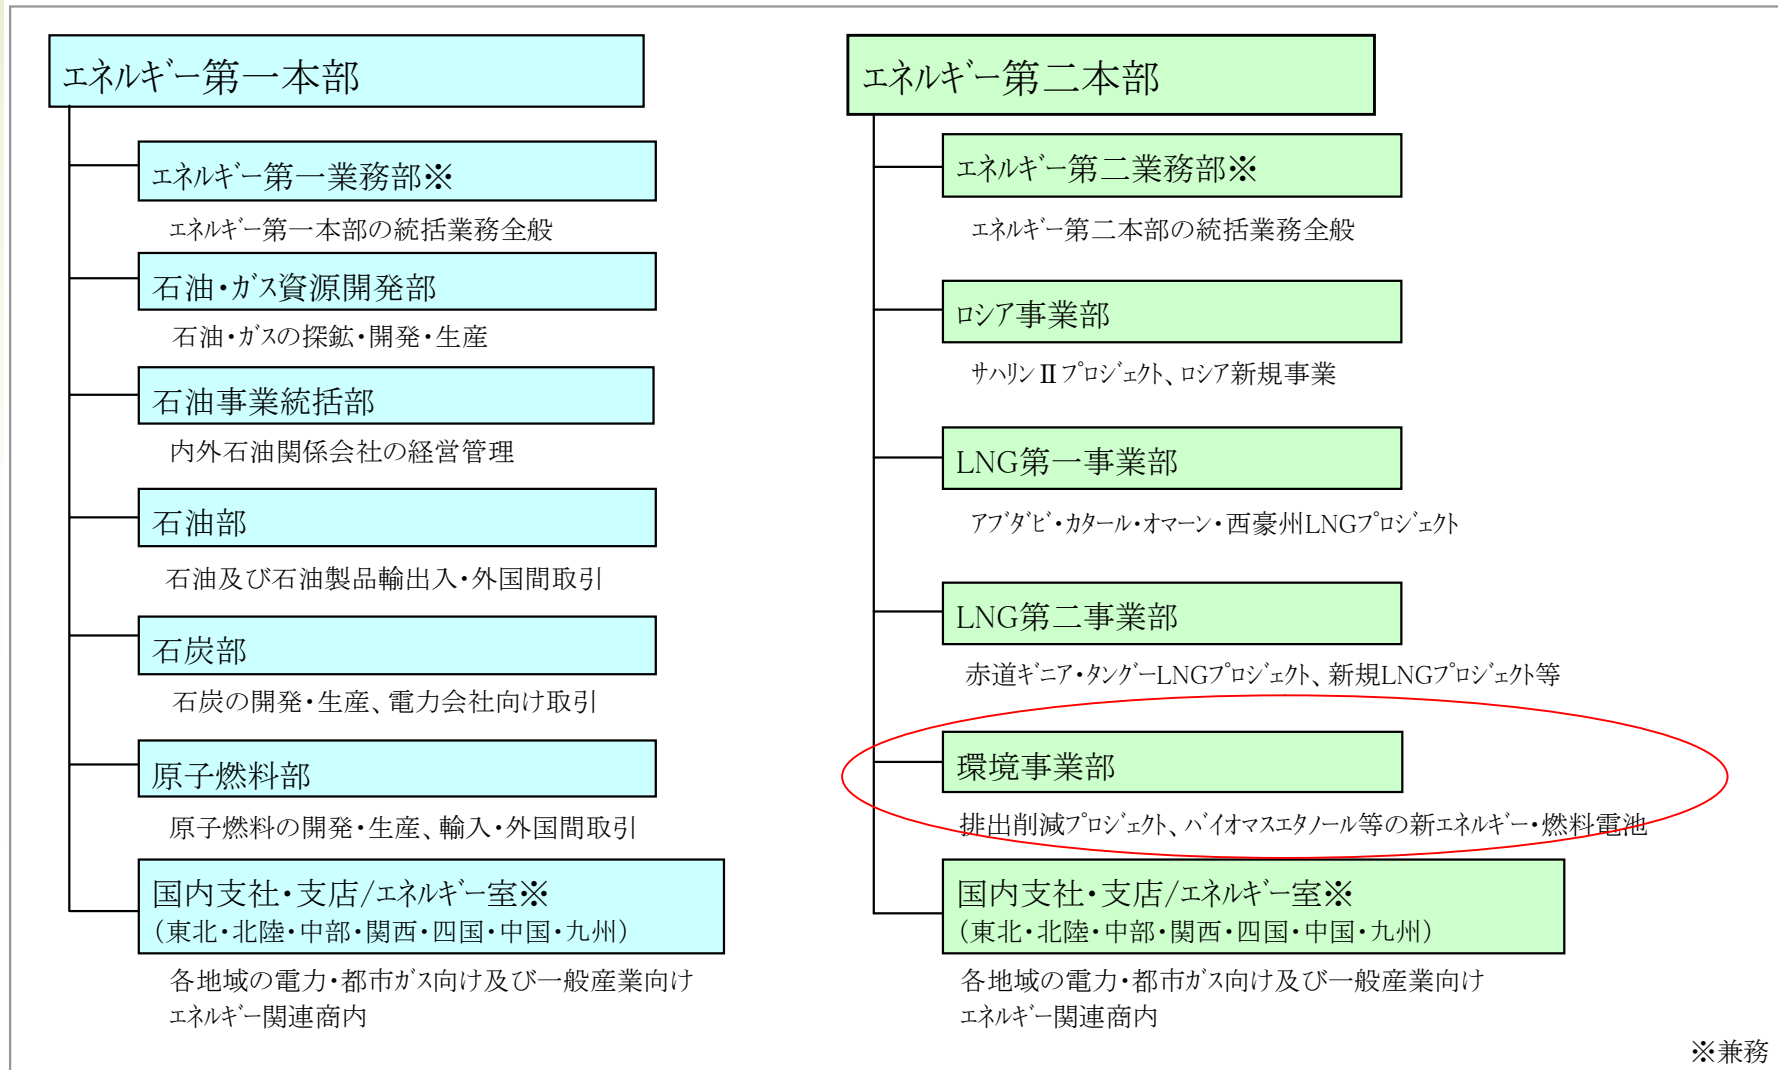 エネルギー第一本部
エネルギー第一業務部※
エネルギー第一本部の統括業務全般
石油・ガス資源開発部
石油・ガスの探鉱・開発・生産
石油事業統括部
内外石油関係会社の経営管理
石油部
石油及び石油製品輸出入・外国間取引
石炭部
石炭の開発・生産、電力会社向け取引
原子燃料部
原子燃料の開発・生産、輸入・外国間取引
国内支社・支店/エネルギー室※
（東北・北陸・中部・関西・四国・中国・九州）
各地域の電力・都市ガス向け及び一般産業向け
エネルギー関連商内
エネルギー第二本部
エネルギー第二業務部※
エネルギー第二本部の統括業務全般
ロシア事業部
サハリンⅡプロジェクト、ロシア新規事業
LNG第一事業部
アブダビ・カタール・オマーン・西豪州LNGプロジェクト
LNG第二事業部
赤道ギニア・タングーLNGプロジェクト、新規LNGプロジェクト等
環境事業部
排出削減プロジェクト、バイオマスエタノール等の新エネルギー・燃料電池
国内支社・支店/エネルギー室※
（東北・北陸・中部・関西・四国・中国・九州）
各地域の電力・都市ガス向け及び一般産業向け
エネルギー関連商内
※兼務